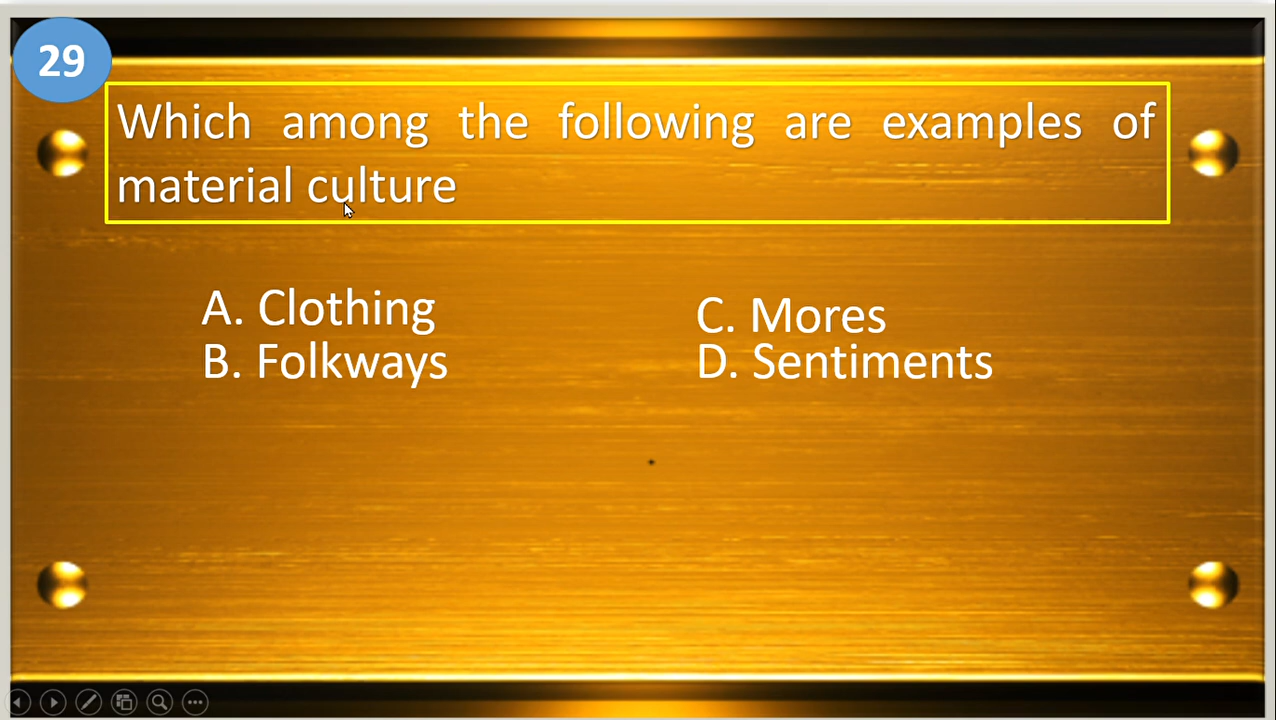 29
Which among the following are examples of
material culture
A. Clothing
B. Folkways
C. Mores
D. Sentiments